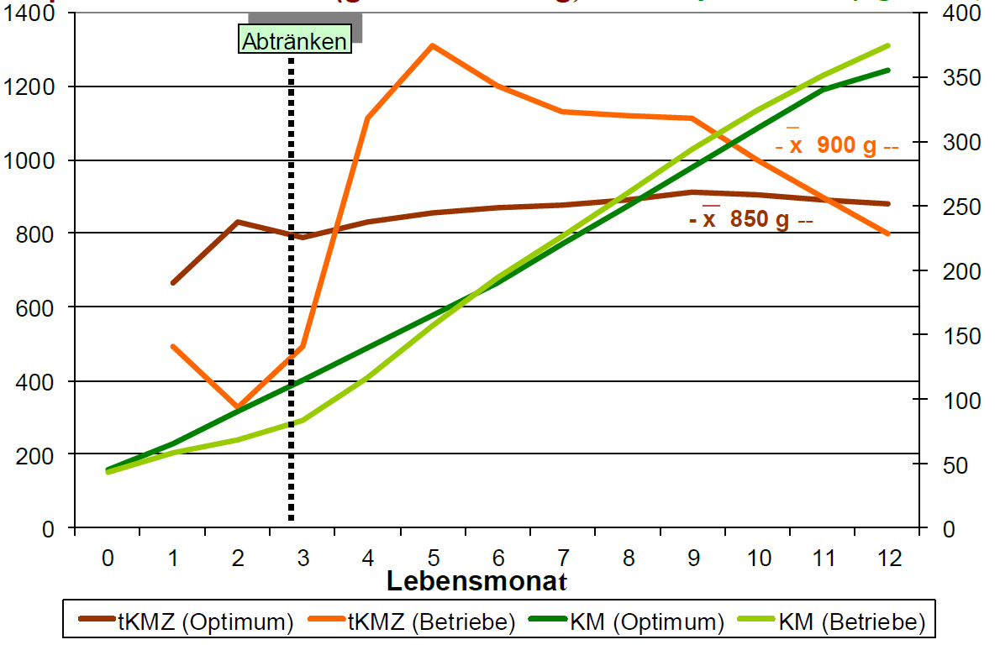 1400
1200
1000
800
600
400
200
0
400
350
300
250
200
150
100
50
0
Abtränken
- x̅ 900 g --
- x̅ 850 g --
0 1 2 3 4 5 6 7 8 9 10 11 12
Lebensmonat
tKMZ (Optimum) tKMZ (Betriebe) KM (Optimum) KM (Betriebe)